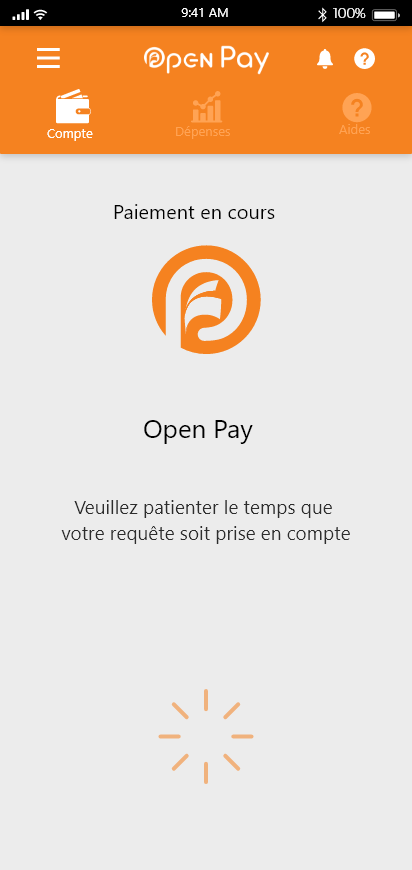 9:41 AM
100%
Open Pay
Compte
Dépenses
Aides
Paiement en cours
Open Pay
Veuillez patienter le temps que
votre requête soit prise en compte